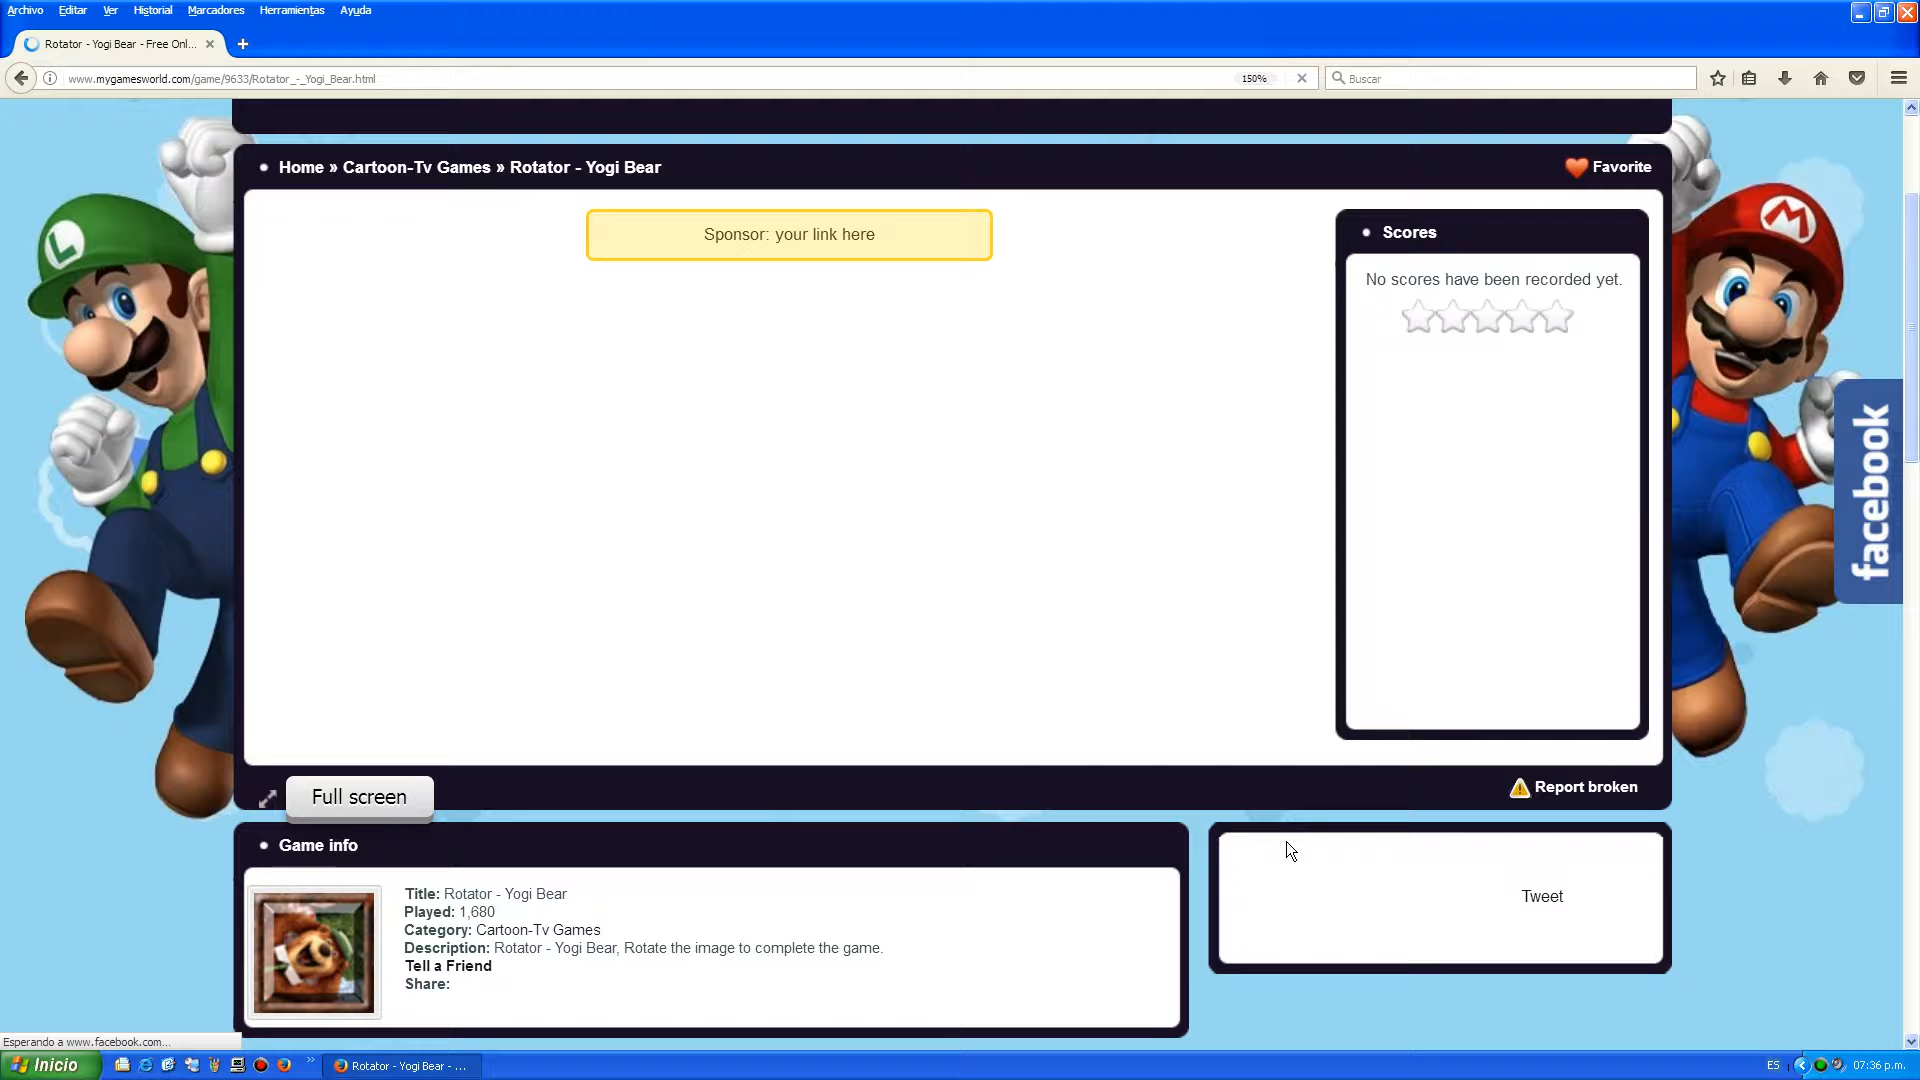 Archivo Editar Ver Historial Marcadores Herramientas Ayuda
Rotator - Yogi Bear - Free Onl...
www.mygamesworld.com/game/9633/Rotator_-_Yogi_Bear.html 150% Buscar
Home » Cartoon-Tv Games » Rotator - Yogi Bear Favorite
Sponsor: your link here
Scores
No scores have been recorded yet.
L
M
facebook
Full screen
Report broken
Game info
Title: Rotator - Yogi Bear
Played: 1,680
Category: Cartoon-Tv Games
Description: Rotator - Yogi Bear, Rotate the image to complete the game.
Tell a Friend
Share:
Tweet
Esperando a www.facebook.com...
Inicio Rotator - Yogi Bear - ... ES 07:36 p.m.